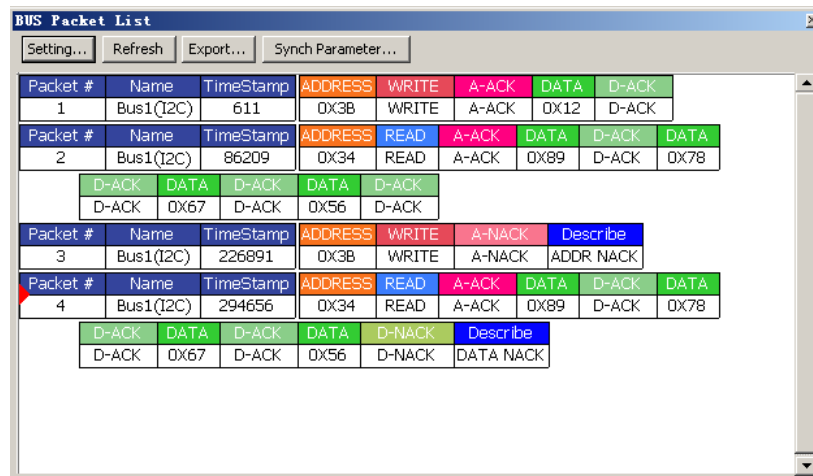 BUS Packet List
Setting... Refresh Export... Synch Parameter...
Packet # Name TimeStamp ADDRESS WRITE A-ACK DATA D-ACK
1 Bus1(I2C) 611 0X3B WRITE A-ACK 0X12 D-ACK
Packet # Name TimeStamp ADDRESS READ A-ACK DATA D-ACK DATA
2 Bus1(I2C) 86209 0X34 READ A-ACK 0X89 D-ACK 0X78
D-ACK DATA D-ACK DATA D-ACK
D-ACK 0X67 D-ACK 0X56 D-ACK
Packet # Name TimeStamp ADDRESS WRITE A-NACK Describe
3 Bus1(I2C) 226891 0X3B WRITE A-NACK ADDR NACK
Packet # Name TimeStamp ADDRESS READ A-ACK DATA D-ACK DATA
4 Bus1(I2C) 294656 0X34 READ A-ACK 0X89 D-ACK 0X78
D-ACK DATA D-ACK DATA D-NACK Describe
D-ACK 0X67 D-ACK 0X56 D-NACK DATA NACK